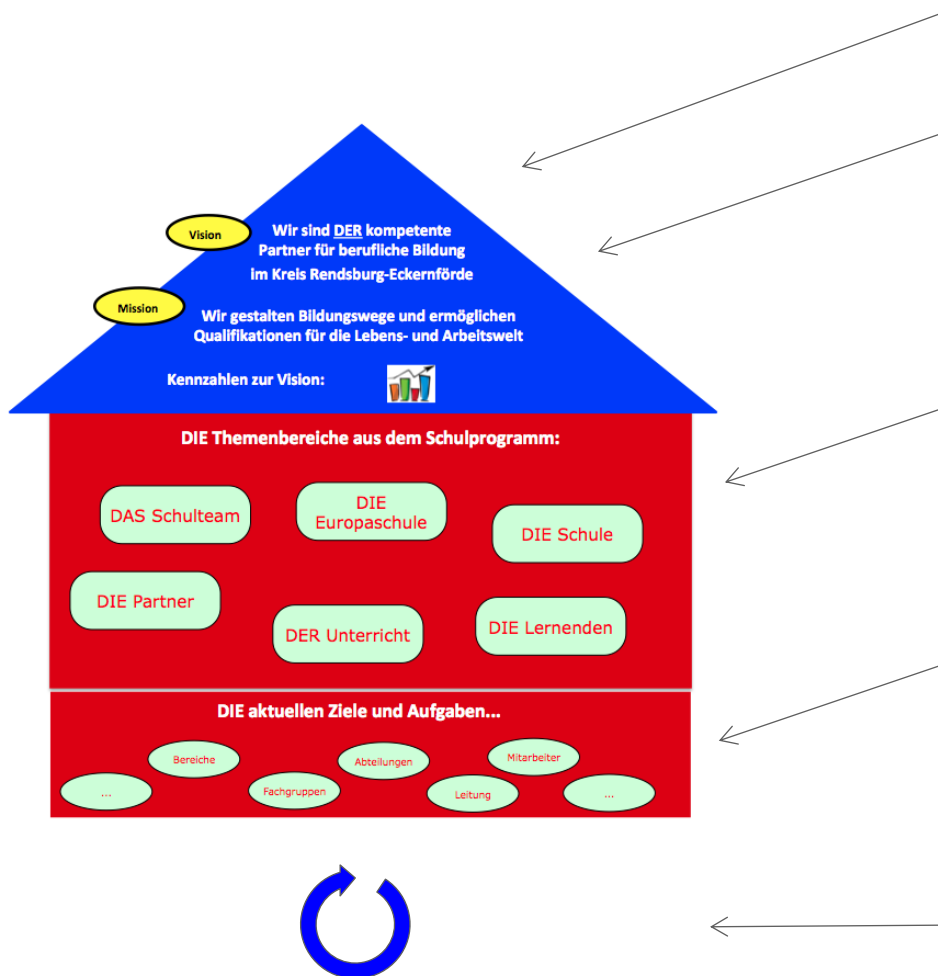 Vision
Wir sind DER kompetente
Partner für berufliche Bildung
im Kreis Rendsburg-Eckernförde
Mission
Wir gestalten Bildungswege und ermöglichen
Qualifikationen für die Lebens- und Arbeitswelt
Kennzahlen zur Vision:
DIE Themenbereiche aus dem Schulprogramm:
DAS Schulteam
DIE
Europaschule
DIE Schule
DIE Partner
DER Unterricht
DIE Lernenden
DIE aktuellen Ziele und Aufgaben...
Bereiche
Abteilungen
Mitarbeiter
...
Fachgruppen
Leitung
...